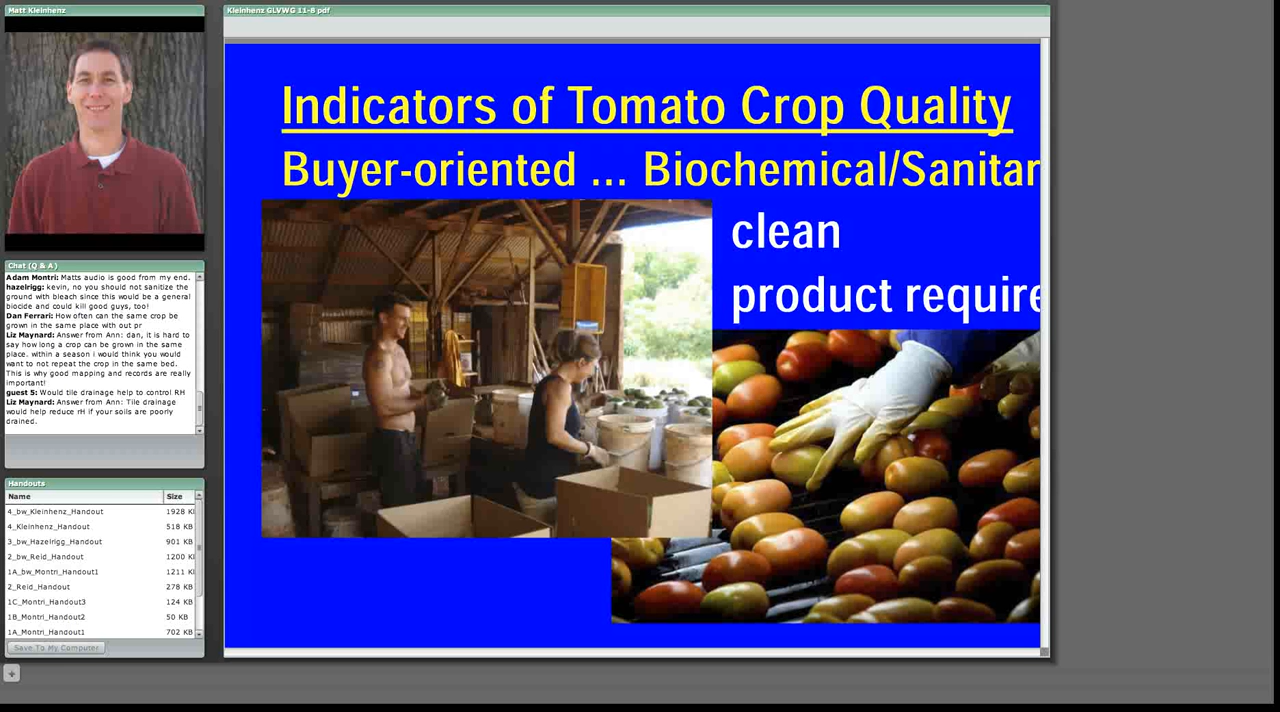 Matt Kleinhenz
Kleinhenz GLVWG 11-8 pdf
Indicators of Tomato Crop Quality
Buyer-oriented ... Biochemical/Sanitar
clean
product require
Chat (Q & A)
Adam Montri: Matts audio is good from my end.
hazelrigg: kevin, no you should not sanitize the
ground with bleach since this would be a general
biocide and could kill good guys, too!
Dan Ferrari: How often can the same crop be
grown in the same place wtih out pr
Liz Maynard: Answer from Ann: dan, it is hard to
say how long a crop can be grown in the same
place. wthin a season i would think you would
want to not repeat the crop in the same bed.
This is why good mapping and records are really
important!
guest 5: Would tile drainage help to control RH
Liz Maynard: Answer from Ann: Tile drainage
would help reduce rH if your soils are poorly
drained.
Handouts
Name Size
4_bw_Kleinhenz_Handout 1928 K
4_Kleinhenz_Handout 518 KB
3_bw_Hazelrigg_Handout 901 KB
2_bw_Reid_Handout 1200 K
1A_bw_Montri_Handout1 1211 K
2_Reid_Handout 278 KB
1C_Montri_Handout3 124 KB
1B_Montri_Handout2 50 KB
1A_Montri_Handout1 702 KB
Save To My Computer